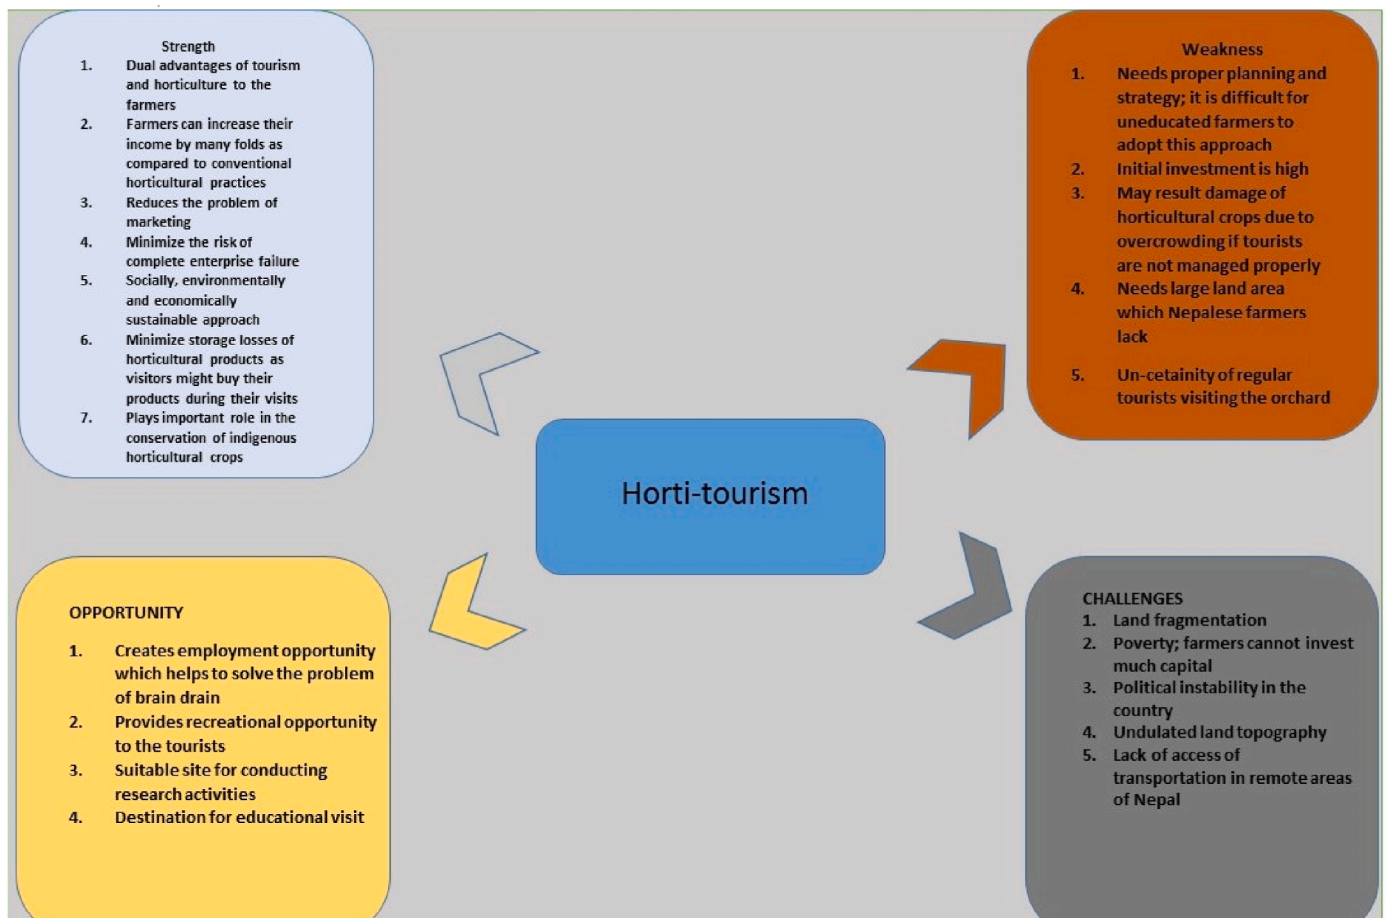 Strength
1. Dual advantages of tourism
and horticulture to the
farmers
2. Farmers can increase their
income by many folds as
compared to conventional
horticultural practices
3. Reduces the problem of
marketing
4. Minimize the risk of
complete enterprise failure
5. Socially, environmentally
and economically
sustainable approach
6. Minimize storage losses of
horticultural products as
visitors might buy their
products during their visits
7. Plays important role in the
conservation of indigenous
horticultural crops
Weakness
1. Needs proper planning and
strategy; it is difficult for
uneducated farmers to
adopt this approach
2. Initial investment is high
3. May result damage of
horticultural crops due to
overcrowding if tourists
are not managed properly
4. Needs large land area
which Nepalese farmers
lack
5. Un-cetainity of regular
tourists visiting the orchard
Horti-tourism
OPPORTUNITY
1. Creates employment opportunity
which helps to solve the problem
of brain drain
2. Provides recreational opportunity
to the tourists
3. Suitable site for conducting
research activities
4. Destination for educational visit
CHALLENGES
1. Land fragmentation
2. Poverty; farmers cannot invest
much capital
3. Political instability in the
country
4. Undulated land topography
5. Lack of access of
transportation in remote areas
of Nepal